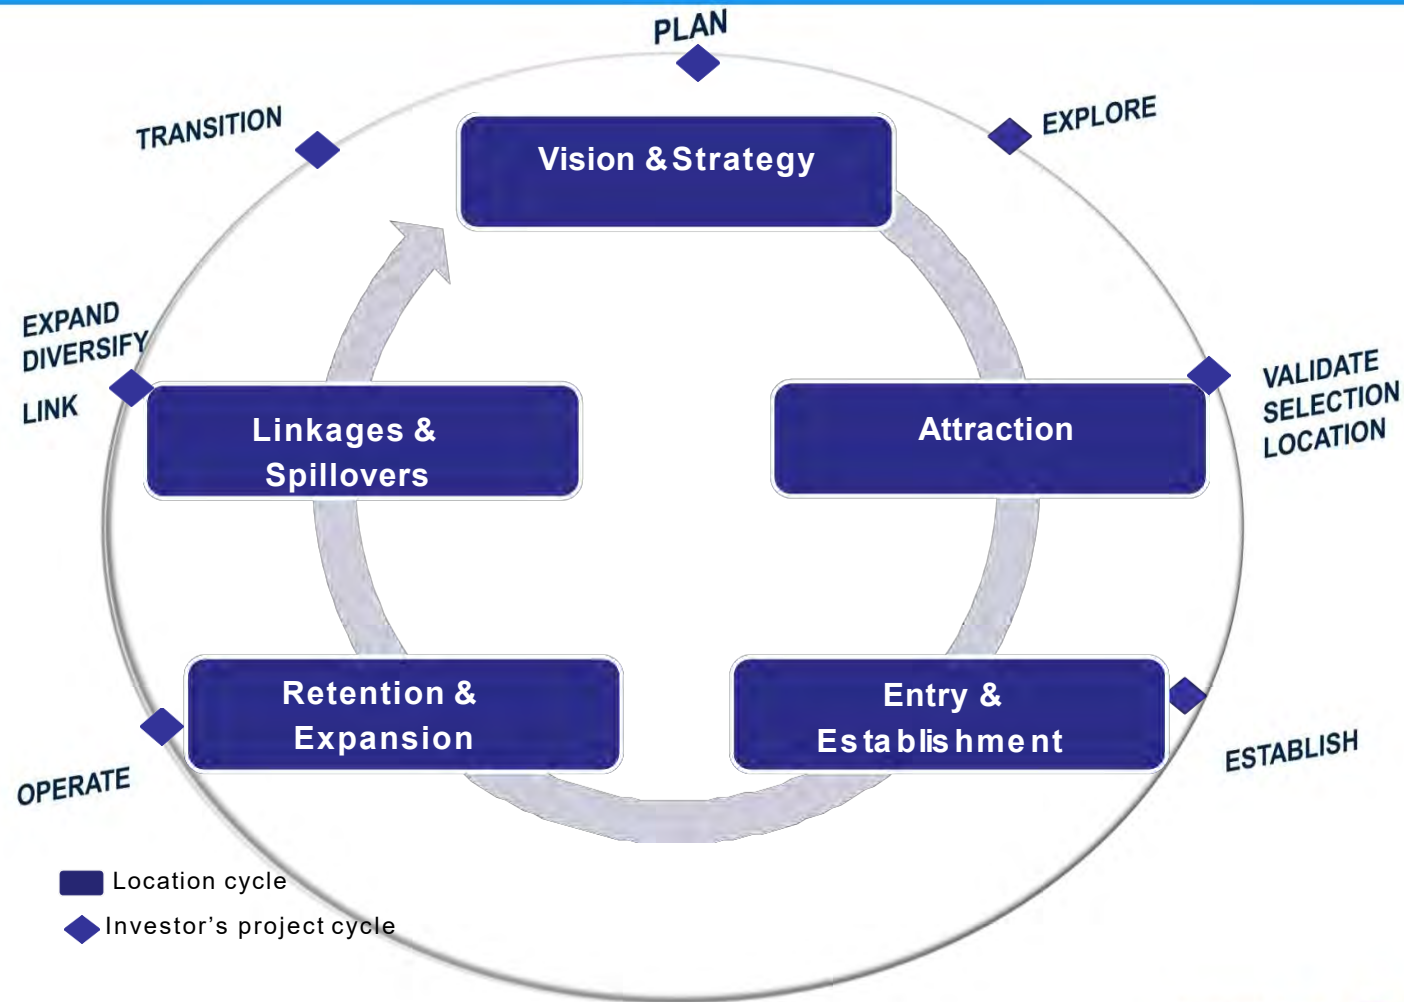 PLAN
TRANSITION
EXPLORE
Vision & Strategy
EXPAND
DIVERSIFY
LINK
VALIDATE
SELECTION
LOCATION
Linkages &
Spillovers
Attraction
Retention &
Expansion
Entry &
Establishment
OPERATE
ESTABLISH
Location cycle
Investor’s project cycle